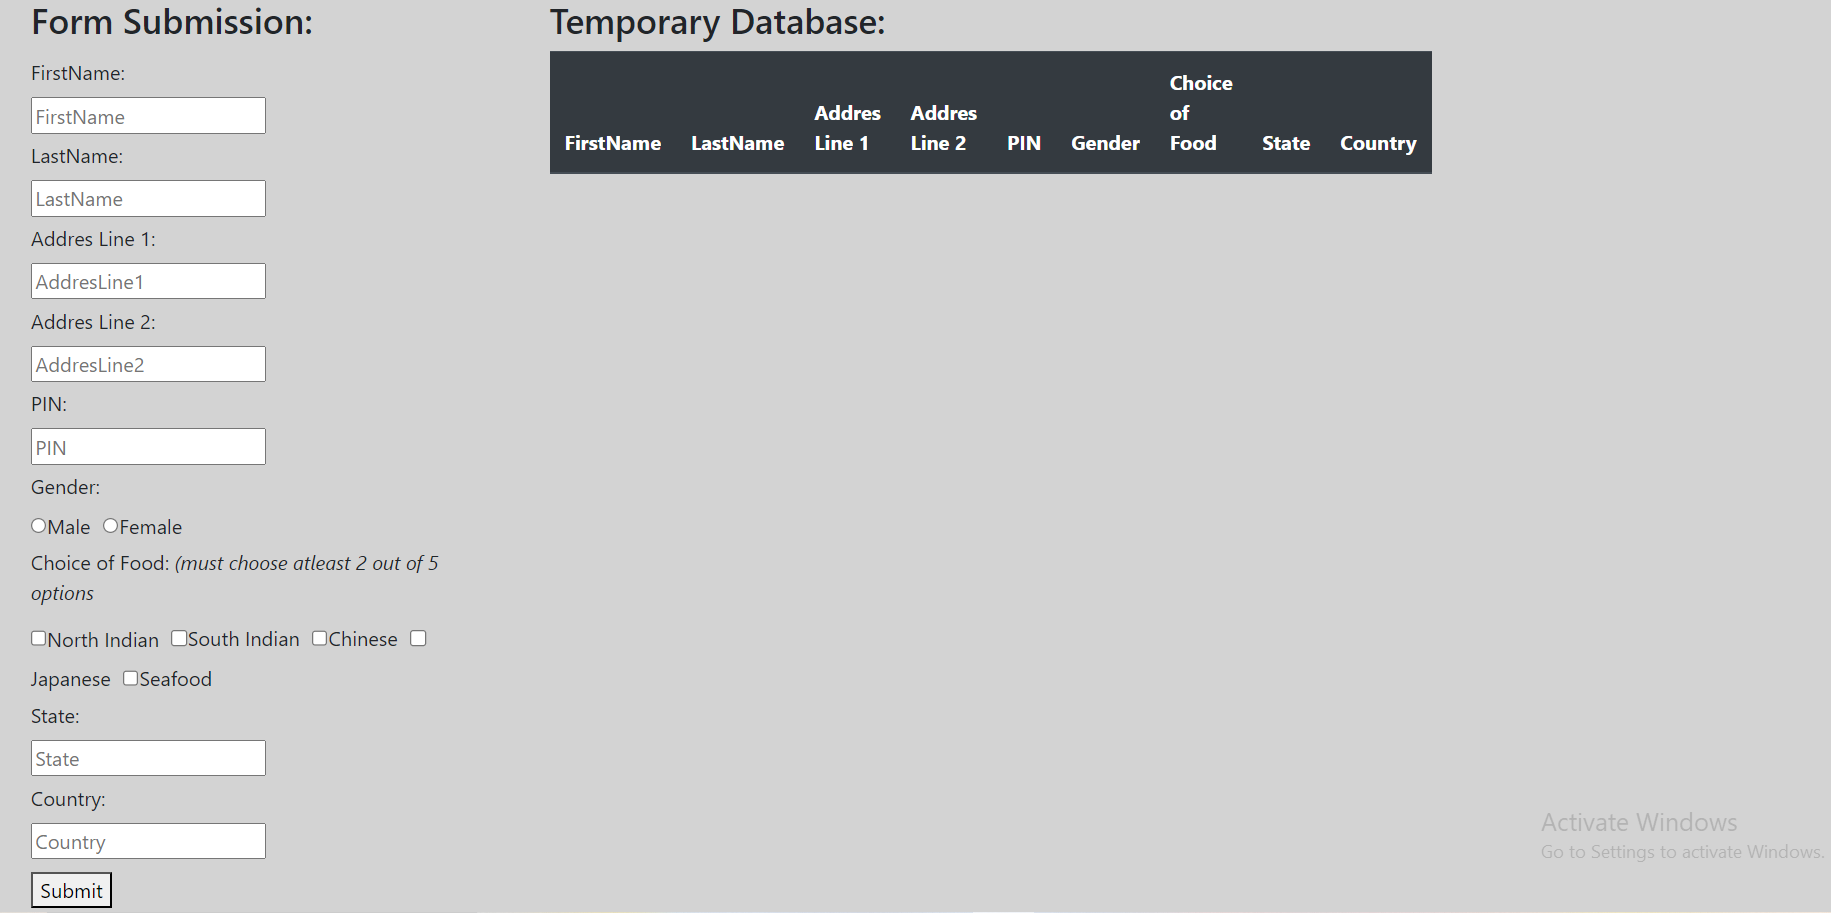 Form Submission:
FirstName:
FirstName
LastName:
LastName
Addres Line 1:
AddresLine1
Addres Line 2:
AddresLine2
PIN:
PIN
Gender:
Male Female
Choice of Food: (must choose atleast 2 out of 5
options
North Indian South Indian Chinese
Japanese Seafood
State:
State
Country:
Country
Submit
Temporary Database:
Choice
Addres Addres of
FirstName LastName Line 1 Line 2 PIN Gender Food State Country
Activate Windows
Go to Settings to activate Windows.